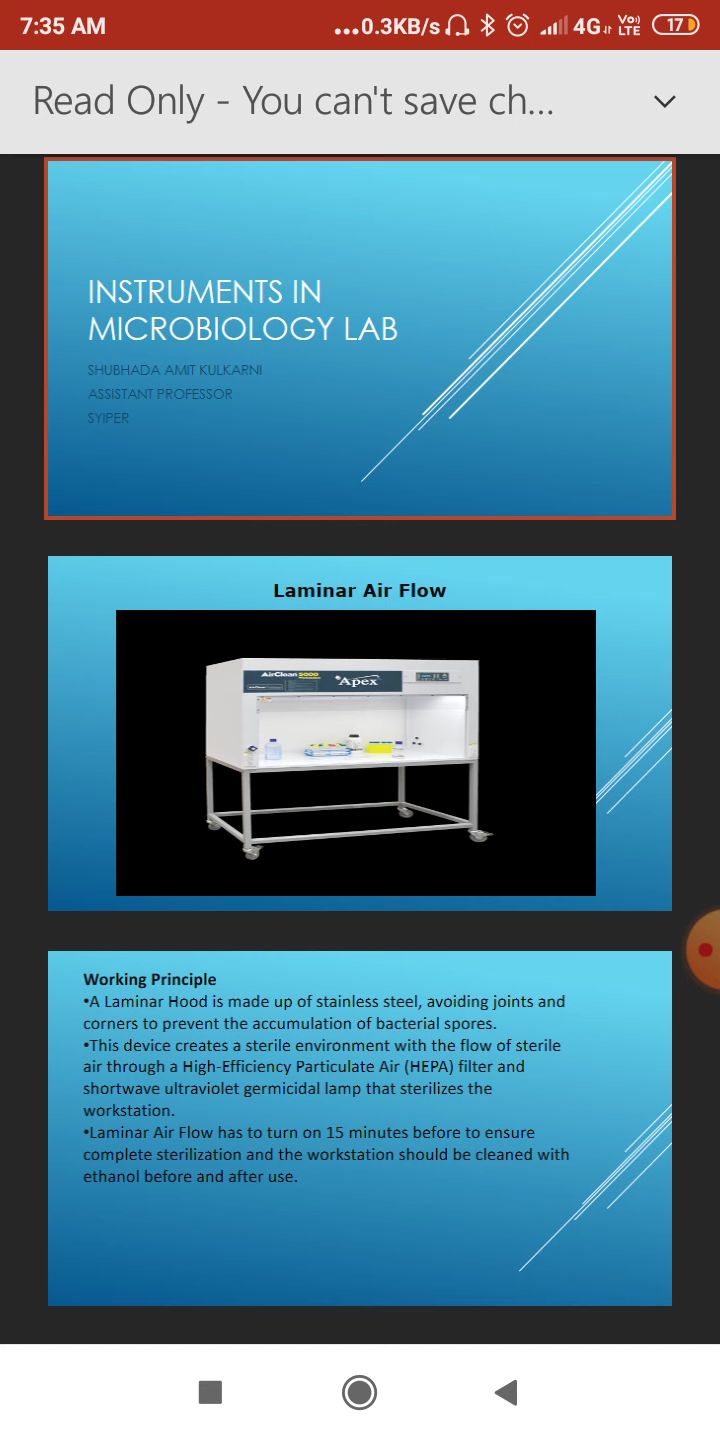 7:35 AM
...0.3KB/s 4G Vo)) LTE 17
Read Only - You can't save ch...
INSTRUMENTS IN
MICROBIOLOGY LAB
SHUBHADA AMIT KULKARNI
ASSISTANT PROFESSOR
SYIPER
Laminar Air Flow
AirClean 5000
Apex
Working Principle
•A Laminar Hood is made up of stainless steel, avoiding joints and
corners to prevent the accumulation of bacterial spores.
•This device creates a sterile environment with the flow of sterile
air through a High-Efficiency Particulate Air (HEPA) filter and
shortwave ultraviolet germicidal lamp that sterilizes the
workstation.
•Laminar Air Flow has to turn on 15 minutes before to ensure
complete sterilization and the workstation should be cleaned with
ethanol before and after use.